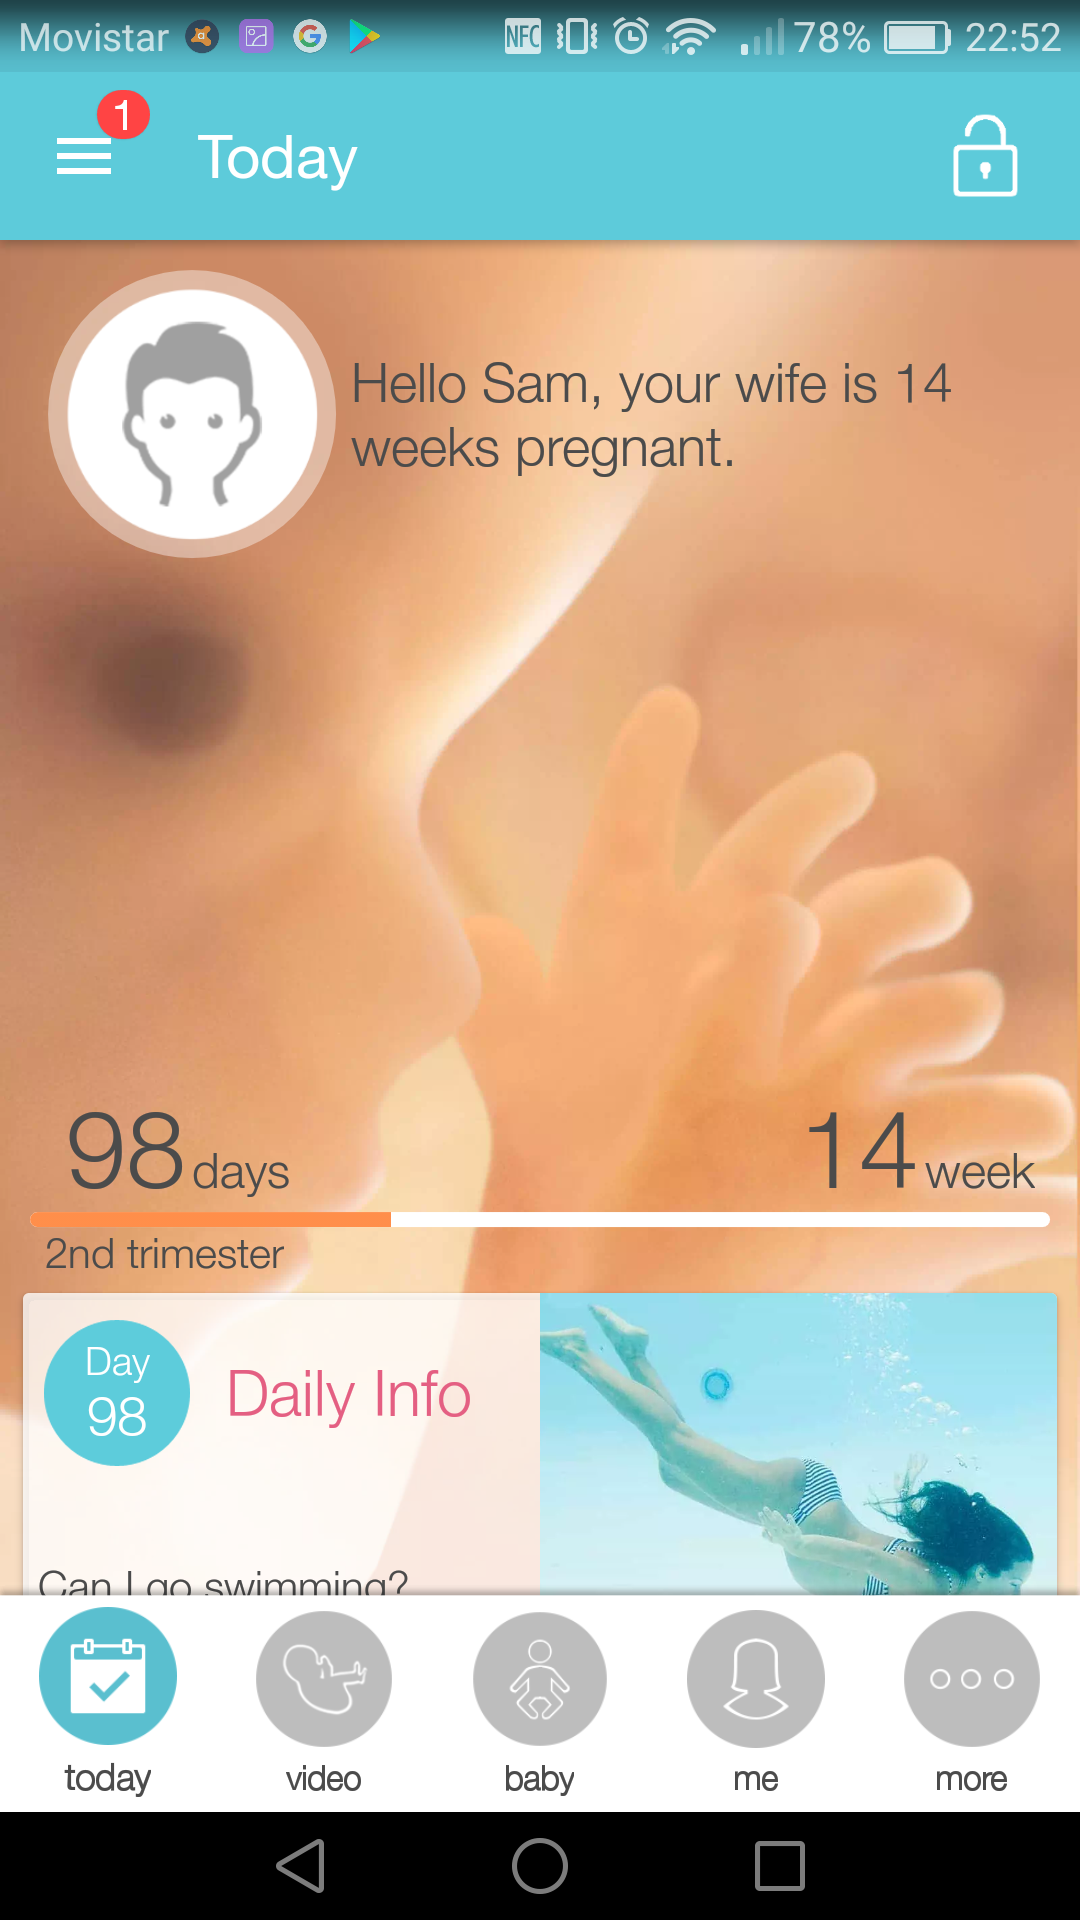 Movistar NFC 78% 22:52
1
Today
Hello Sam, your wife is 14
weeks pregnant.
98 days 14 week
2nd trimester
Day
98
Daily Info
Can I go swimming?
today video baby me more